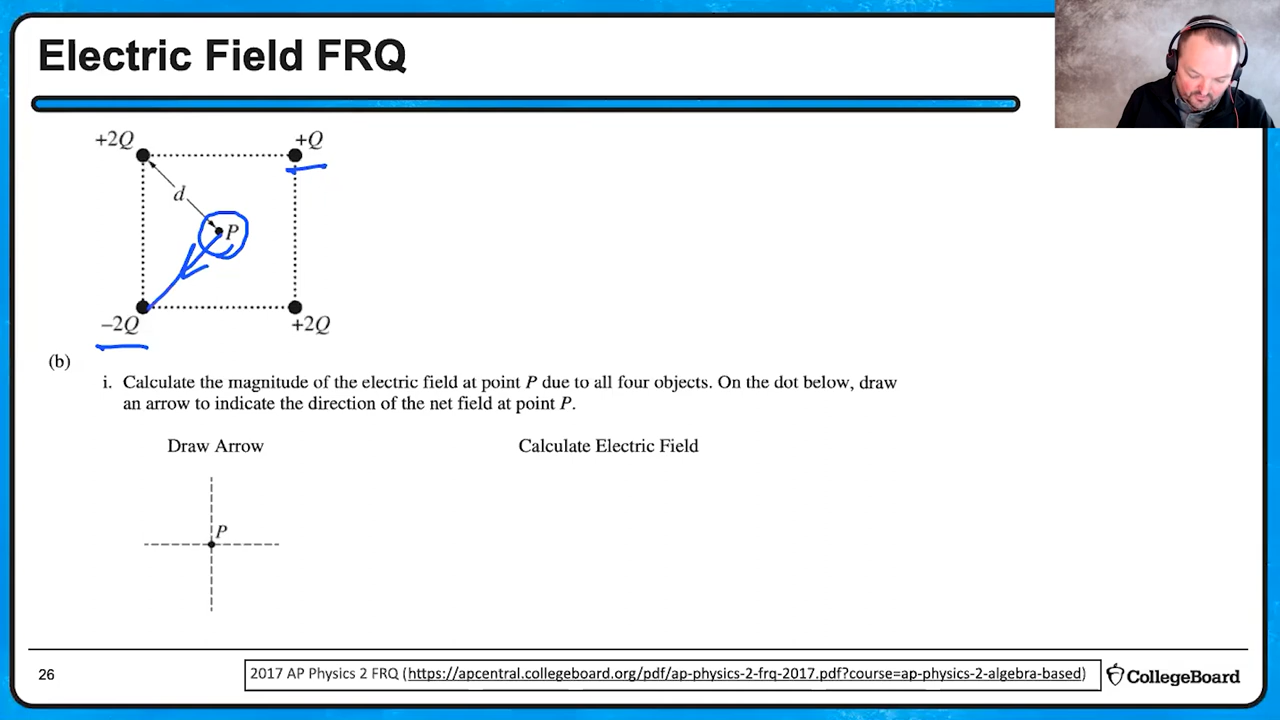 Electric Field FRQ
+2Q
+Q
d
P
–2Q
+2Q
(b)
i. Calculate the magnitude of the electric field at point P due to all four objects. On the dot below, draw
an arrow to indicate the direction of the net field at point P.
Draw Arrow
Calculate Electric Field
P
26
2017 AP Physics 2 FRQ (https://apcentral.collegeboard.org/pdf/ap-physics-2-frq-2017.pdf?course=ap-physics-2-algebra-based)
CollegeBoard